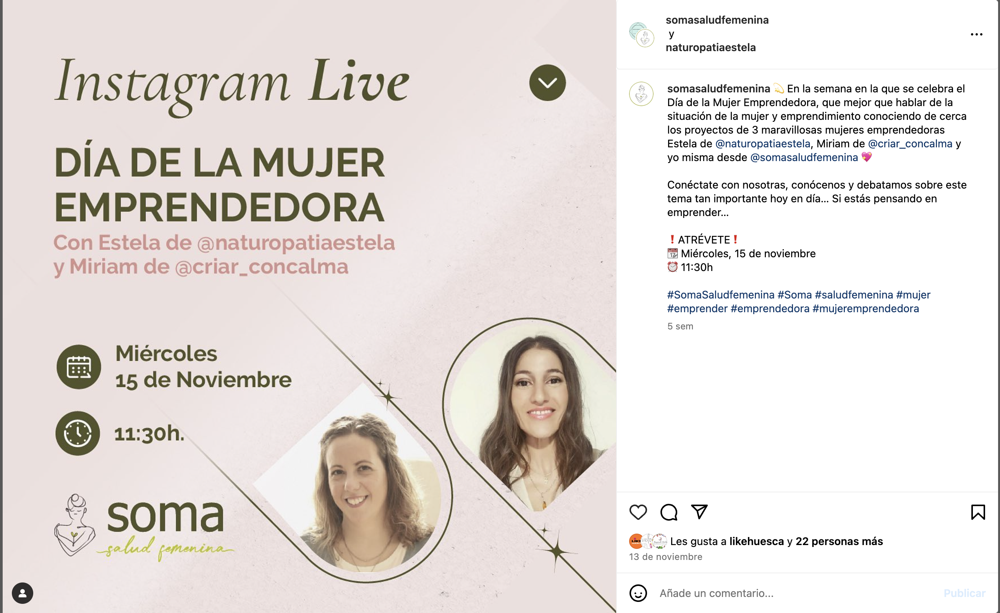 Instagram Live
DÍA DE LA MUJER
EMPRENDEDORA
Con Estela de @naturopatiaestela
y Miriam de @criar_concalma
Miércoles
15 de Noviembre
11:30h.
soma
salud femenina
somasaludfemenina
y
naturopatiaestela
somasaludfemenina 💫 En la semana en la que se celebra el
Día de la Mujer Emprendedora, que mejor que hablar de la
situación de la mujer y emprendimiento conociendo de cerca
los proyectos de 3 maravillosas mujeres emprendedoras
Estela de @naturopatiaestela, Miriam de @criar_concalma y
yo misma desde @somasaludfemenina 💖
Conéctate con nosotras, conócenos y debatamos sobre este
tema tan importante hoy en día... Si estás pensando en
emprender...
❗ATRÉVETE❗
📆 Miércoles, 15 de noviembre
⏰ 11:30h
#SomaSaludfemenina #Soma #saludfemenina #mujer
#emprender #emprendedora #mujeremprendedora
5 sem
Les gusta a likehuesca y 22 personas más
13 de noviembre
Añade un comentario...
Publicar